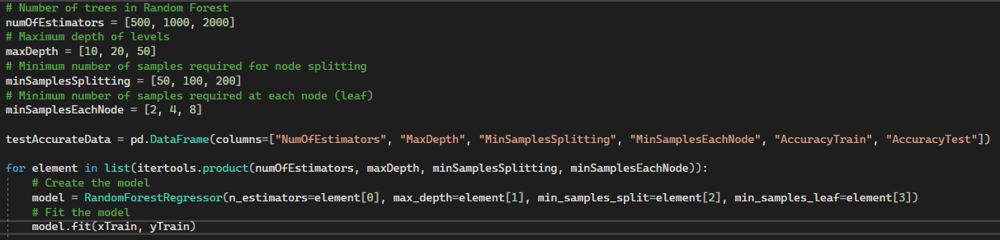 # Number of trees in Random Forest
numOfEstimators = [500, 1000, 2000]
# Maximum depth of levels
maxDepth = [10, 20, 50]
# Minimum number of samples required for node splitting
minSamplesSplitting = [50, 100, 200]
# Minimum number of samples required at each node (leaf)
minSamplesEachNode = [2, 4, 8]
testAccurateData = pd.DataFrame(columns=["NumOfEstimators", "MaxDepth", "MinSamplesSplitting", "MinSamplesEachNode", "AccuracyTrain", "AccuracyTest"])
for element in list(itertools.product(numOfEstimators, maxDepth, minSamplesSplitting, minSamplesEachNode)):
    # Create the model
    model = RandomForestRegressor(n_estimators=element[0], max_depth=element[1], min_samples_split=element[2], min_samples_leaf=element[3])
    # Fit the model
    model.fit(xTrain, yTrain)